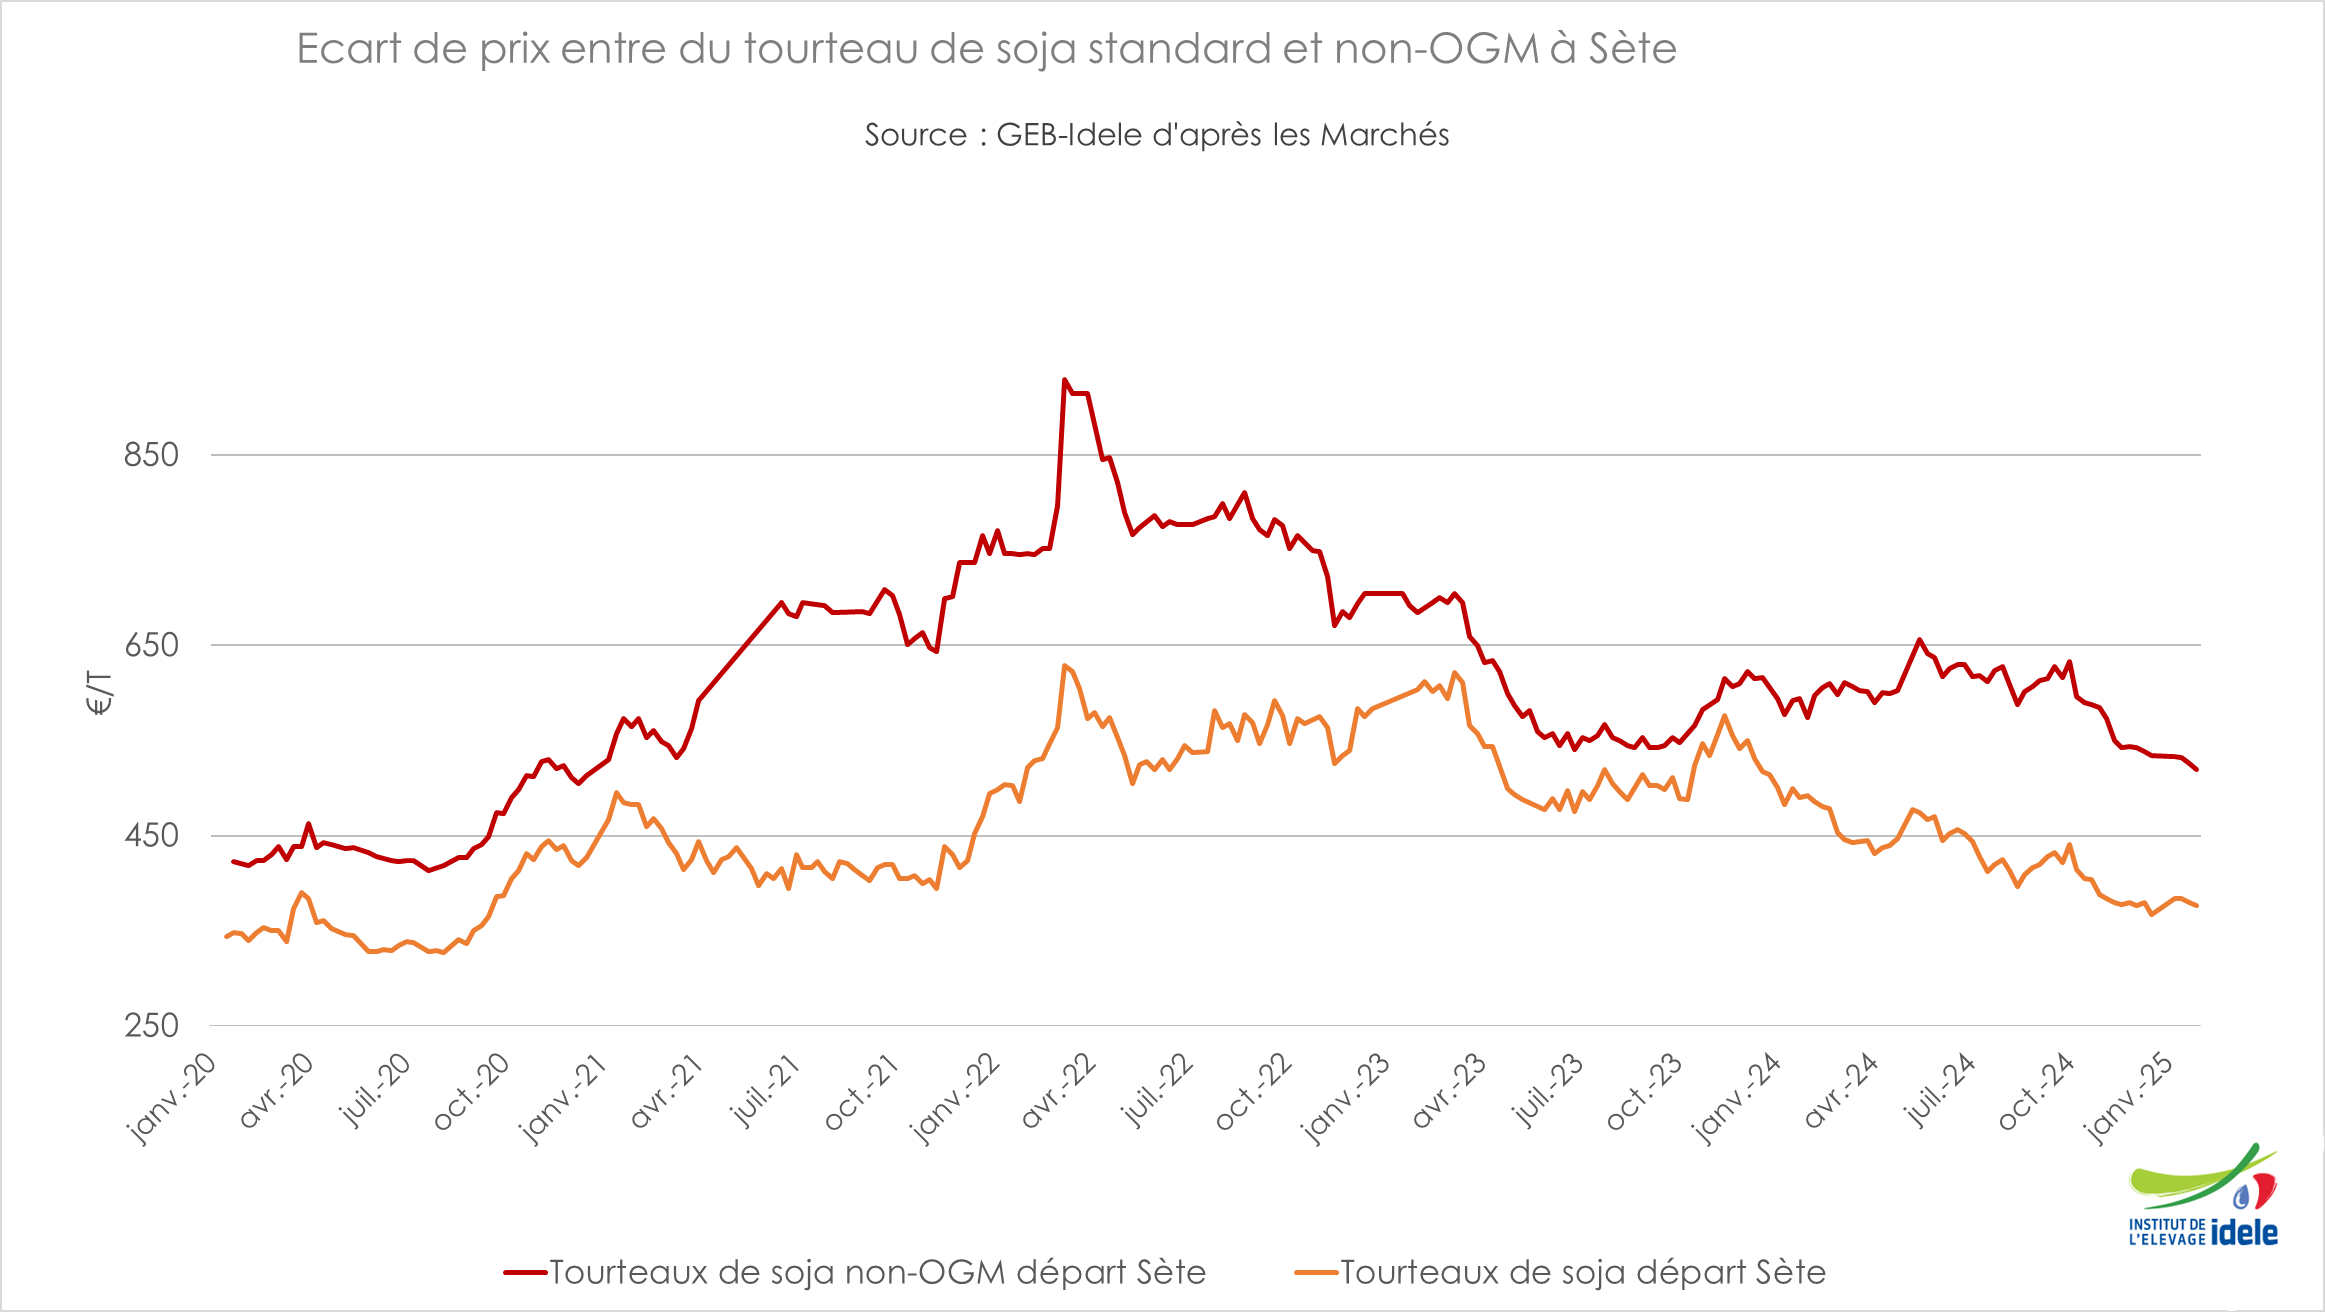 Ecart de prix entre du tourteau de soja standard et non-OGM à Sète
Source : GEB-Idele d'après les Marchés
€/T
850
650
450
250
janv.-20
avr.-20
juil.-20
oct.-20
janv.-21
avr.-21
juil.-21
oct.-21
janv.-22
avr.-22
juil.-22
oct.-22
janv.-23
avr.-23
juil.-23
oct.-23
janv.-24
avr.-24
juil.-24
oct.-24
janv.-25
INSTITUT DE
L'ELEVAGE idele
Tourteaux de soja non-OGM départ Sète
Tourteaux de soja départ Sète